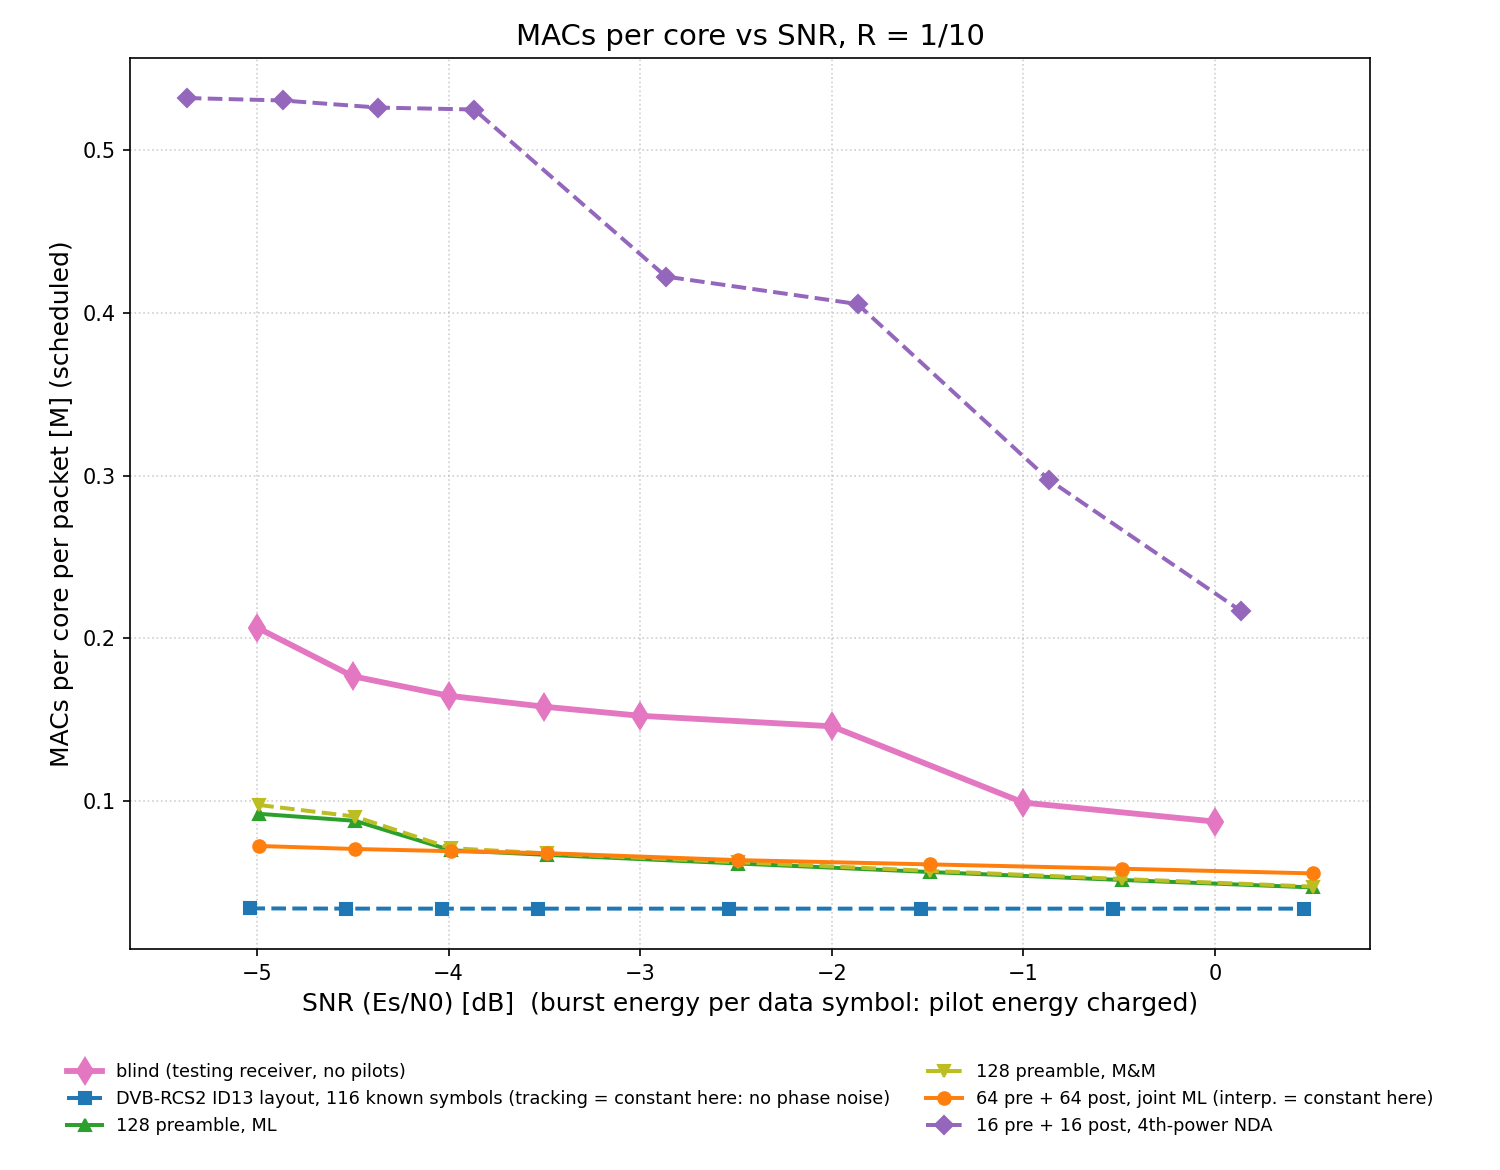 MACs per core vs SNR, R = 1/10
MACs per core per packet [M] (scheduled)
0.5
0.4
0.3
0.2
0.1
−5
−4
−3
−2
−1
0
SNR (Es/N0) [dB]  (burst energy per data symbol: pilot energy charged)
blind (testing receiver, no pilots)
DVB-RCS2 ID13 layout, 116 known symbols (tracking = constant here: no phase noise)
128 preamble, ML
128 preamble, M&M
64 pre + 64 post, joint ML (interp. = constant here)
16 pre + 16 post, 4th-power NDA